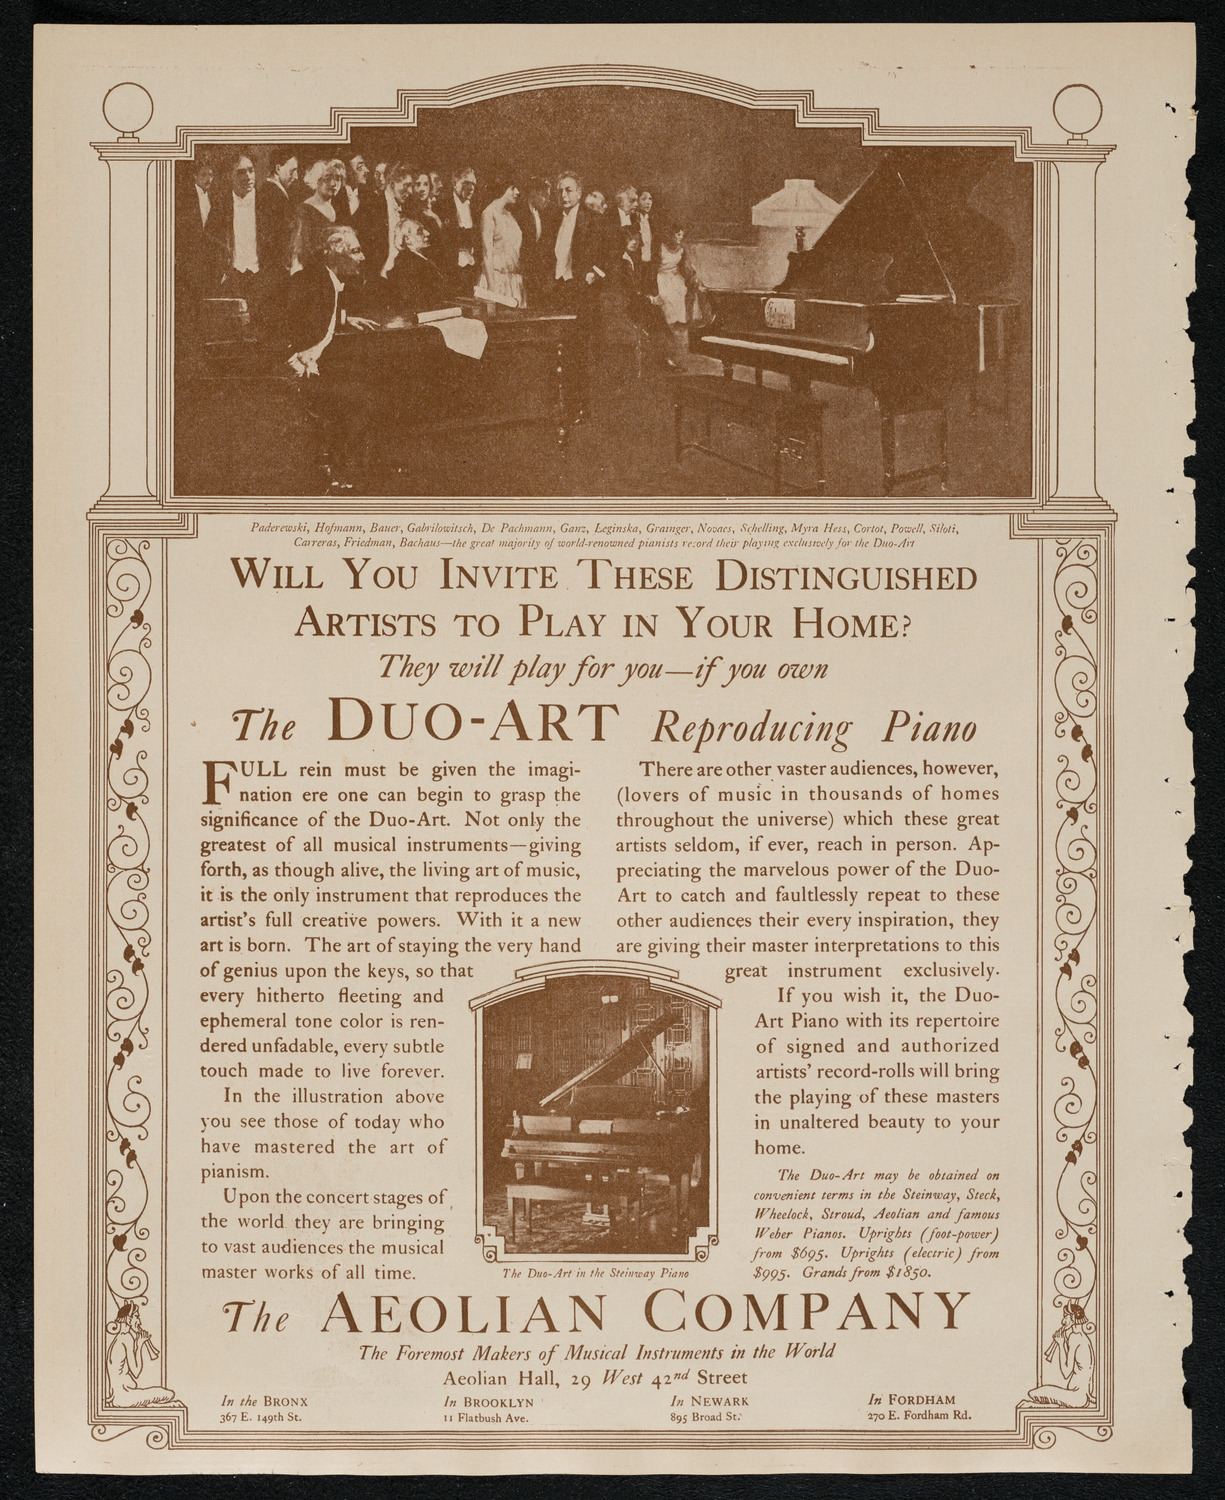 Paderewski, Hofmann, Bauer, Gabrilowitsch, De Pachmann, Ganz, Leginska, Grainger, Novaes, Schelling, Myra Hess, Cortot, Powell, Siloti,
Carreras, Friedman, Bachaus—the great majority of world-renowned pianists record their playing exclusively for the Duo-Art
WILL YOU INVITE THESE DISTINGUISHED
ARTISTS TO PLAY IN YOUR HOME?
They will play for you—if you own
The DUO-ART Reproducing Piano
FULL rein must be given the imagi-
nation ere one can begin to grasp the
significance of the Duo-Art. Not only the
greatest of all musical instruments—giving
forth, as though alive, the living art of music,
it is the only instrument that reproduces the
artist's full creative powers. With it a new
art is born. The art of staying the very hand
of genius upon the keys, so that
every hitherto fleeting and
ephemeral tone color is ren-
dered unfadable, every subtle
touch made to live forever.
In the illustration above
you see those of today who
have mastered the art of
pianism.
Upon the concert stages of
the world they are bringing
to vast audiences the musical
master works of all time.
There are other vaster audiences, however,
(lovers of music in thousands of homes
throughout the universe) which these great
artists seldom, if ever, reach in person. Ap-
preciating the marvelous power of the Duo-
Art to catch and faultlessly repeat to these
other audiences their every inspiration, they
are giving their master interpretations to this
great instrument exclusively.
If you wish it, the Duo-
Art Piano with its repertoire
of signed and authorized
artists' record-rolls will bring
the playing of these masters
in unaltered beauty to your
home.
The Duo-Art may be obtained on
convenient terms in the Steinway, Steck,
Wheelock, Stroud, Aeolian and famous
Weber Pianos. Uprights (foot-power)
from $695. Uprights (electric) from
$995. Grands from $1850.
The Duo-Art in the Steinway Piano
The AEOLIAN COMPANY
The Foremost Makers of Musical Instruments in the World
Aeolian Hall, 29 West 42nd Street
In the BRONX
367 E. 149th St.
In BROOKLYN
11 Flatbush Ave.
In NEWARK
895 Broad St.
In FORDHAM
270 E. Fordham Rd.